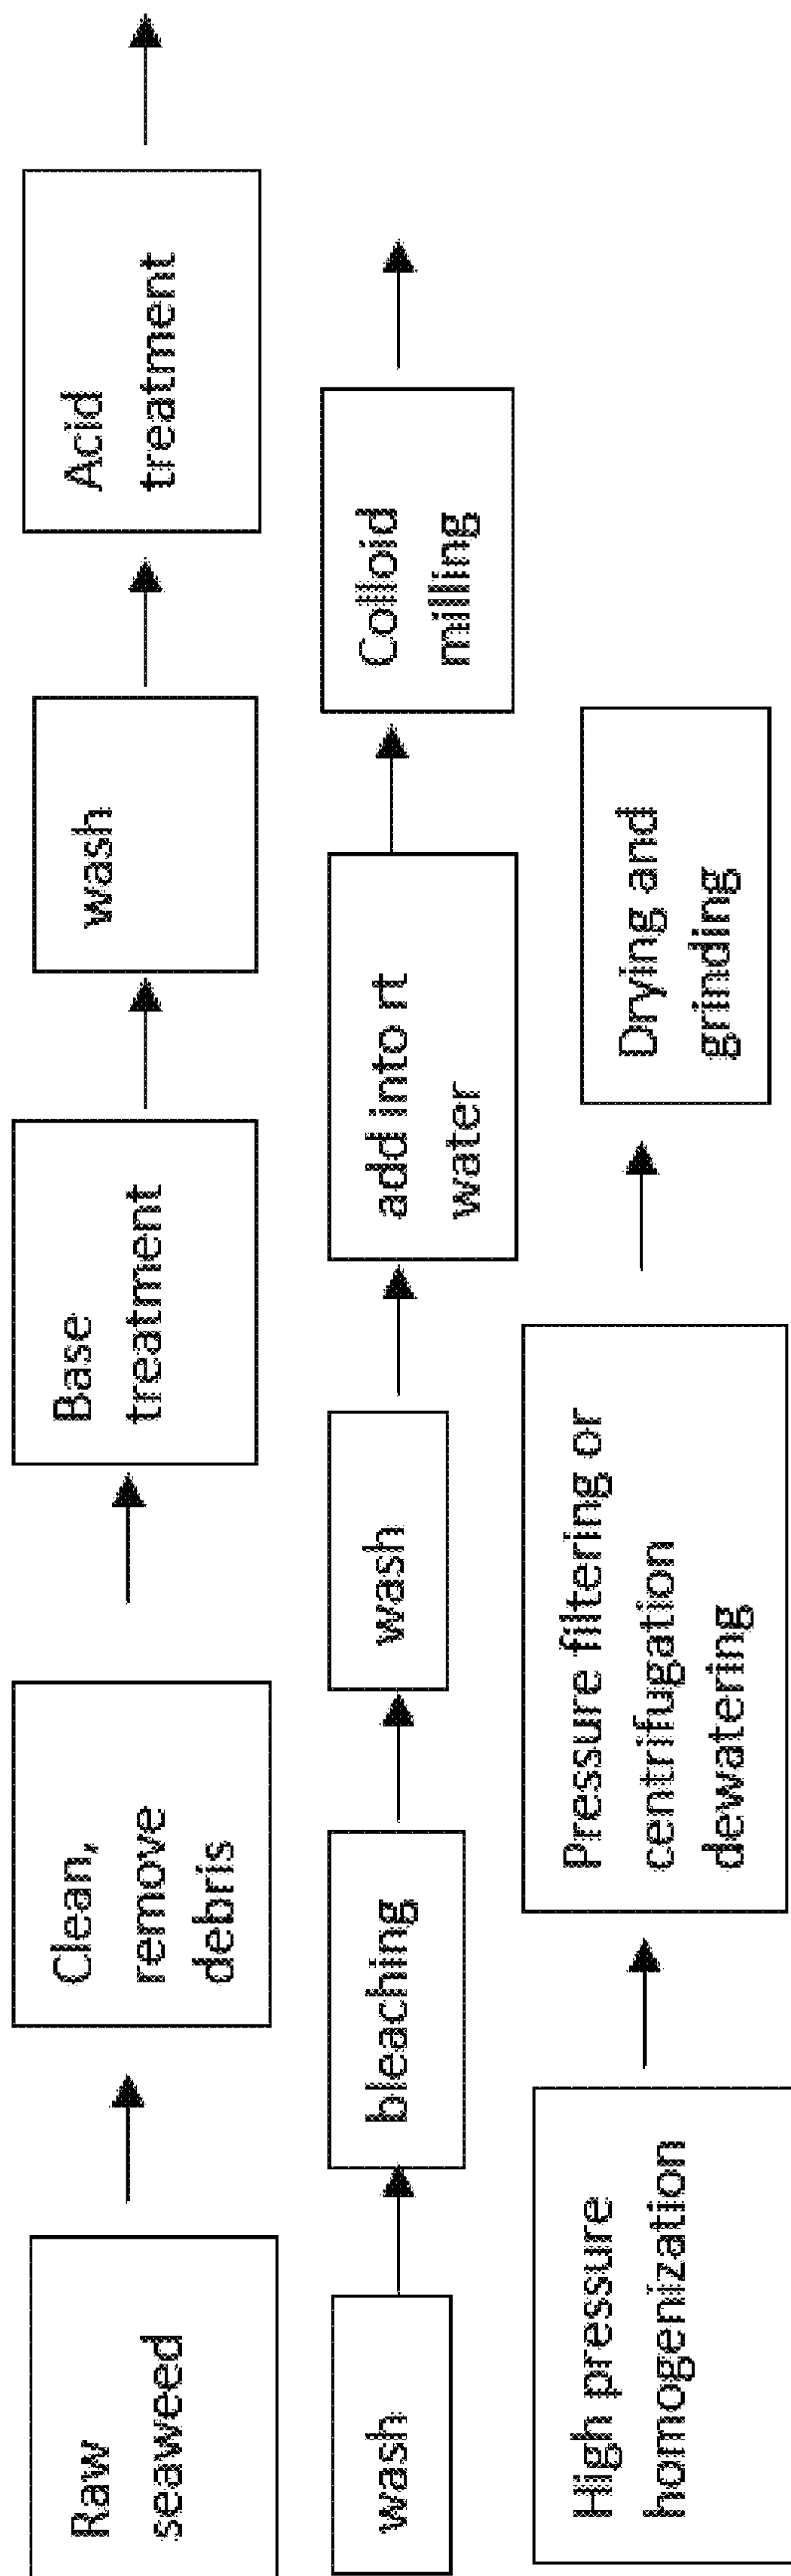 Raw
seaweed
Clean,
remove
debris
Base
treatment
wash
Acid
treatment
wash
bleaching
wash
add into rt
water
Colloid
milling
High pressure
homogenization
Pressure filtering or
centrifugation
dewatering
Drying and
grinding